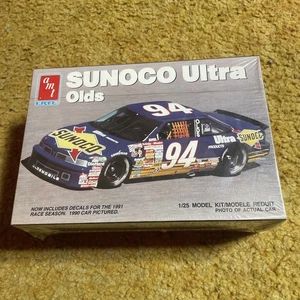 amt
ERTL
SUNOCO Ultra
Olds
94
SUNOCO
94
Ultra
SUNOCO
NOW INCLUDES DECALS FOR THE 1991
RACE SEASON. 1990 CAR PICTURED.
1/25 MODEL KIT/MODELE REDUIT
PHOTO OF ACTUAL CAR